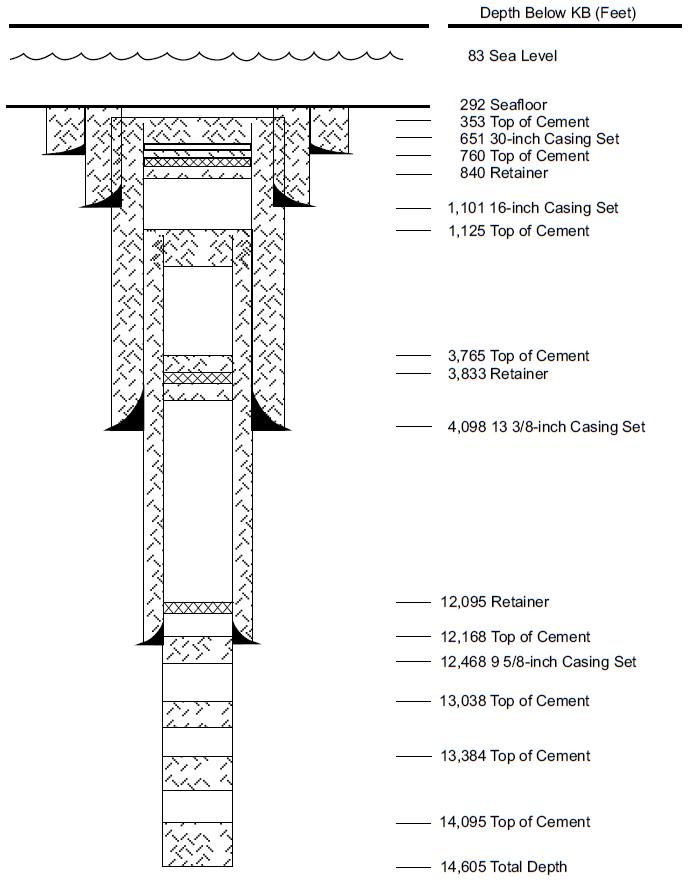 Depth Below KB (Feet)
83 Sea Level
292 Seafloor
353 Top of Cement
651 30-inch Casing Set
760 Top of Cement
840 Retainer
1,101 16-inch Casing Set
1,125 Top of Cement
3,765 Top of Cement
3,833 Retainer
4,098 13 3/8-inch Casing Set
12,095 Retainer
12,168 Top of Cement
12,468 9 5/8-inch Casing Set
13,038 Top of Cement
13,384 Top of Cement
14,095 Top of Cement
14,605 Total Depth